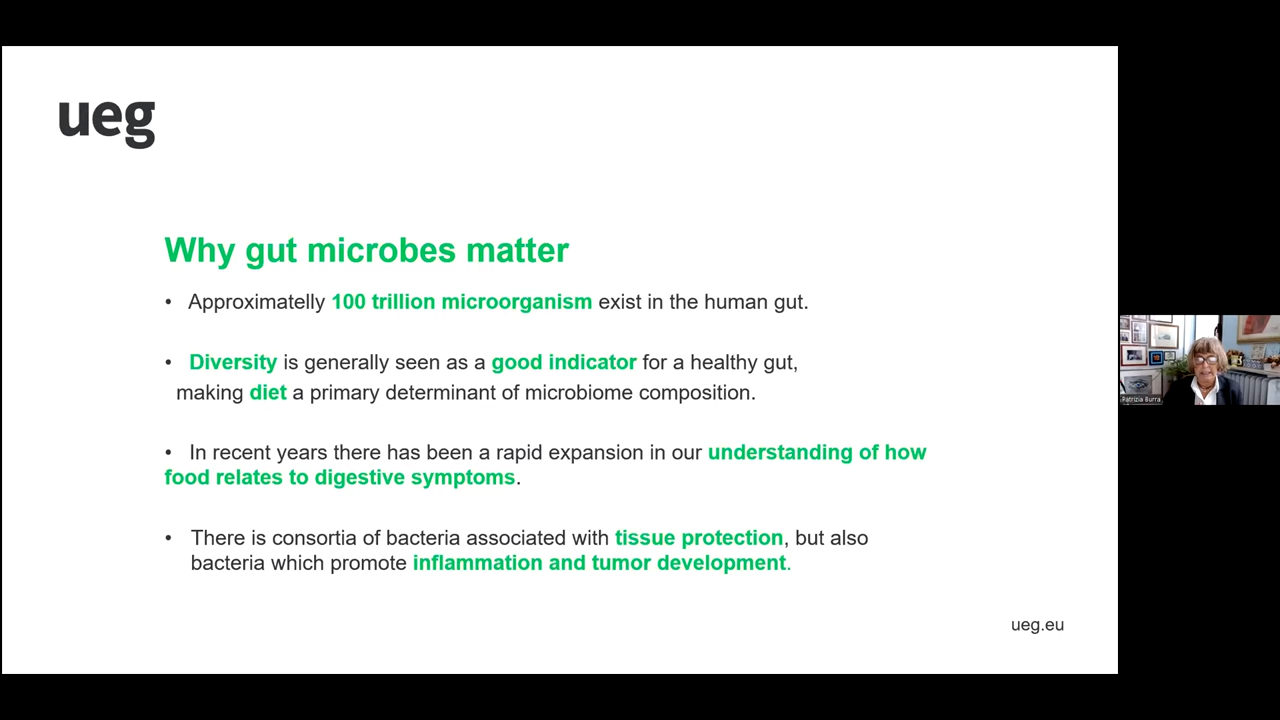 ueg
Why gut microbes matter
• Approximatelly 100 trillion microorganism exist in the human gut.
• Diversity is generally seen as a good indicator for a healthy gut,
making diet a primary determinant of microbiome composition.
• In recent years there has been a rapid expansion in our understanding of how
food relates to digestive symptoms.
• There is consortia of bacteria associated with tissue protection, but also
bacteria which promote inflammation and tumor development.
ueg.eu
Patrizia Burra